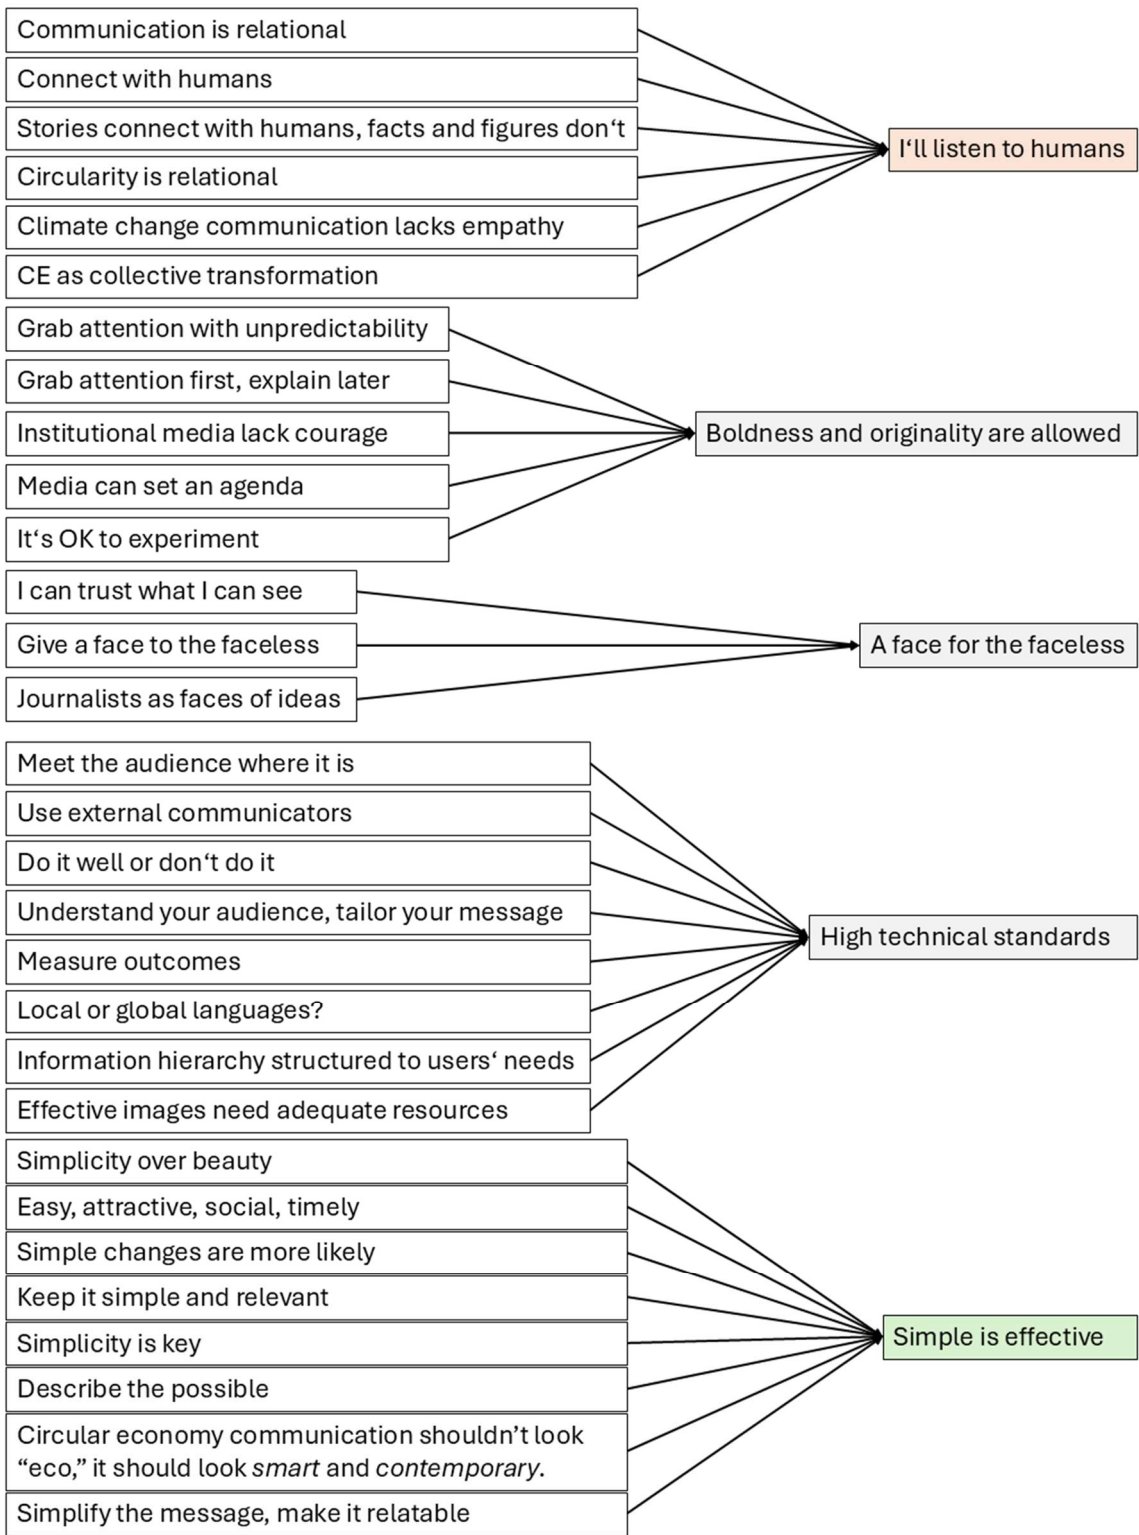 Communication is relational
Connect with humans
Stories connect with humans, facts and figures don‘t
Circularity is relational
Climate change communication lacks empathy
CE as collective transformation
I‘ll listen to humans
Grab attention with unpredictability
Grab attention first, explain later
Institutional media lack courage
Media can set an agenda
It‘s OK to experiment
Boldness and originality are allowed
I can trust what I can see
Give a face to the faceless
Journalists as faces of ideas
A face for the faceless
Meet the audience where it is
Use external communicators
Do it well or don‘t do it
Understand your audience, tailor your message
Measure outcomes
Local or global languages?
Information hierarchy structured to users‘ needs
Effective images need adequate resources
High technical standards
Simplicity over beauty
Easy, attractive, social, timely
Simple changes are more likely
Keep it simple and relevant
Simplicity is key
Describe the possible
Circular economy communication shouldn’t look
“eco,” it should look smart and contemporary.
Simplify the message, make it relatable
Simple is effective